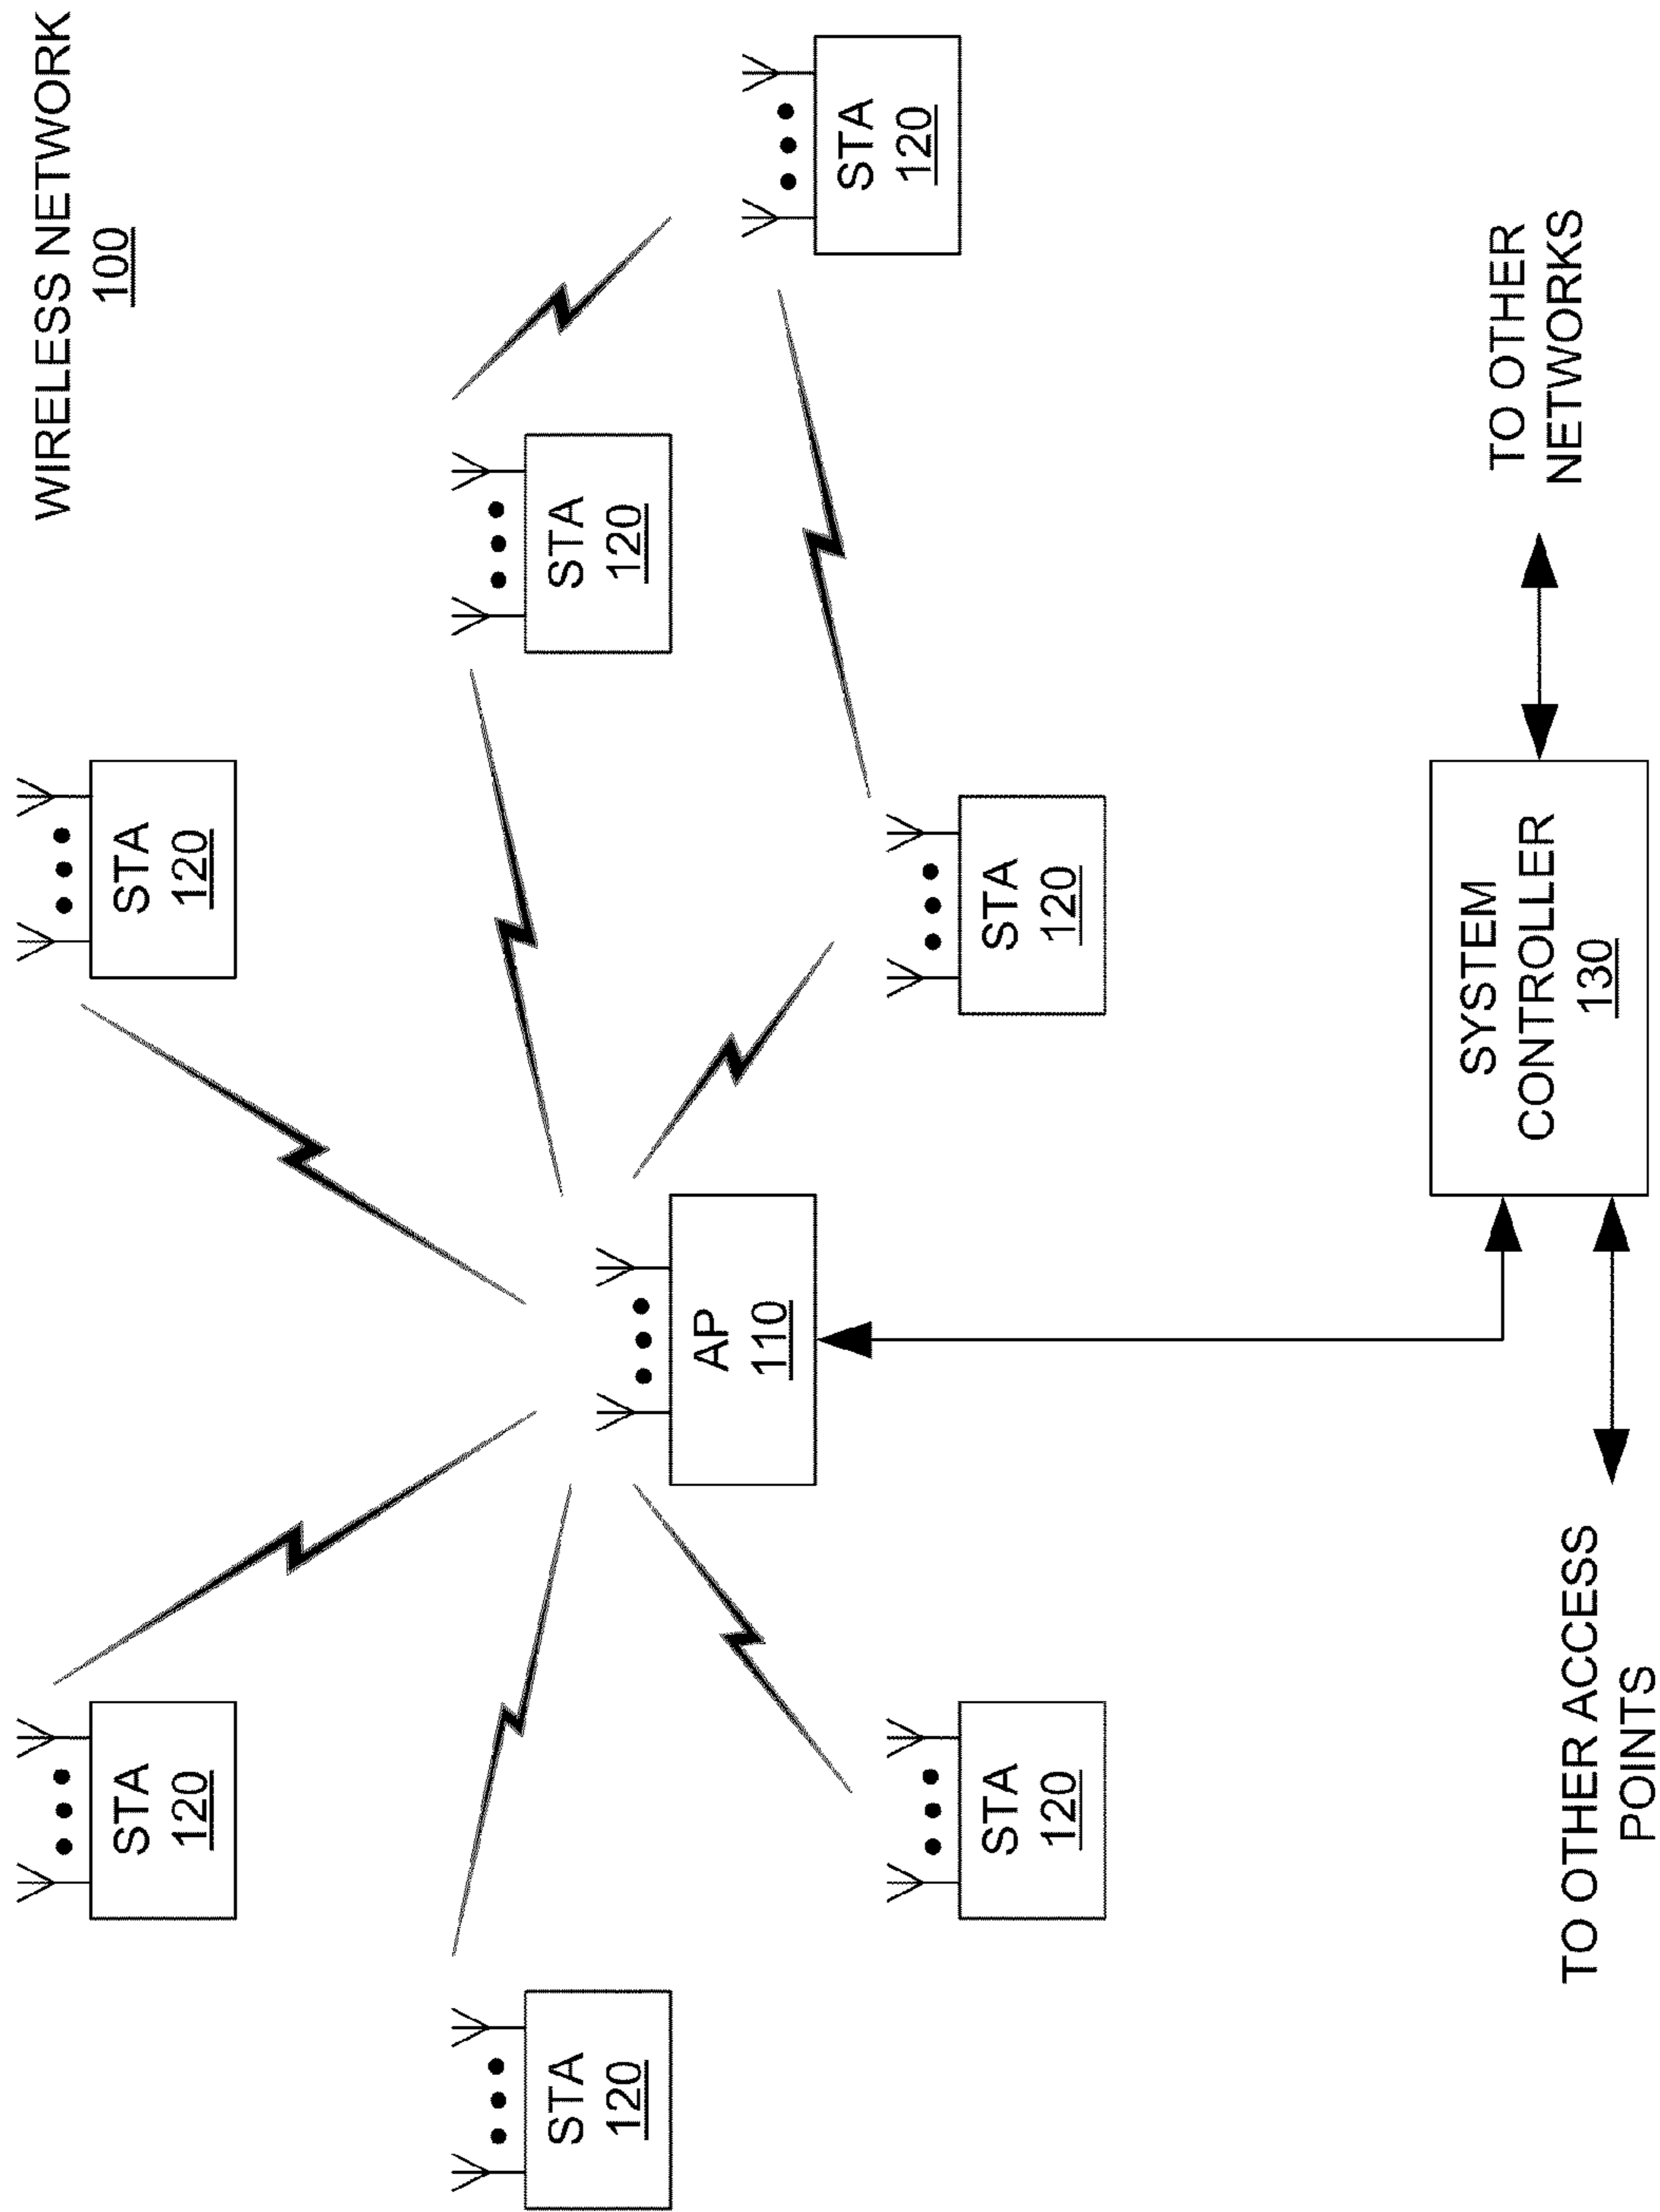 WIRELESS NETWORK
100
STA
120
STA
120
STA
120
STA
120
AP
110
STA
120
STA
120
STA
120
SYSTEM
CONTROLLER
130
TO OTHER
NETWORKS
TO OTHER ACCESS
POINTS